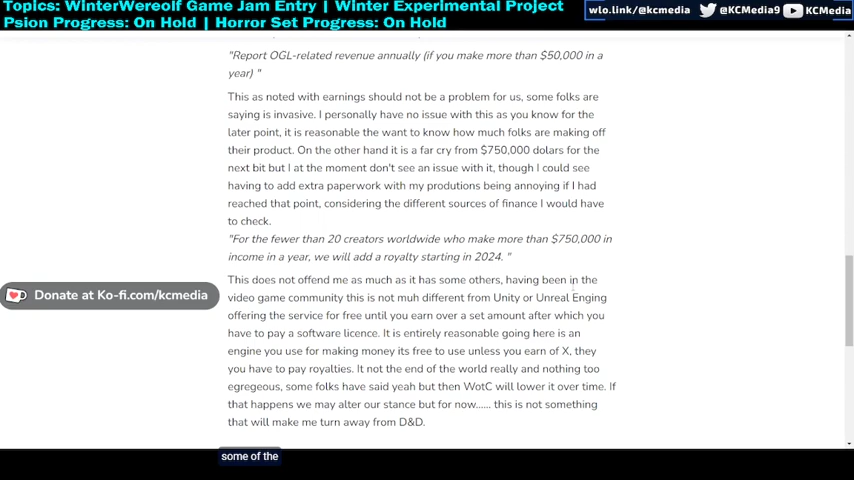 Topics: WinterWereolf Game Jam Entry | Winter Experimental Project
Psion Progress: On Hold | Horror Set Progress: On Hold
wlo.link/@kcmedia @KCMedia9 KCMedia
"Report OGL-related revenue annually (if you make more than $50,000 in a
year) "
This as noted with earnings should not be a problem for us, some folks are
saying is invasive. I personally have no issue with this as you know for the
later point, it is reasonable the want to know how much folks are making off
their product. On the other hand it is a far cry from $750,000 dolars for the
next bit but I at the moment don't see an issue with it, though I could see
having to add extra paperwork with my produtions being annoying if I had
reached that point, considering the different sources of finance I would have
to check.
"For the fewer than 20 creators worldwide who make more than $750,000 in
income in a year, we will add a royalty starting in 2024. "
This does not offend me as much as it has some others, having been in the
video game community this is not muh different from Unity or Unreal Enging
offering the service for free until you earn over a set amount after which you
have to pay a software licence. It is entirely reasonable going here is an
engine you use for making money its free to use unless you earn of X, they
you have to pay royalties. It not the end of the world really and nothing too
egregeous, some folks have said yeah but then WotC will lower it over time. If
that happens we may alter our stance but for now...... this is not something
that will make me turn away from D&D.
Donate at Ko-fi.com/kcmedia
some of the